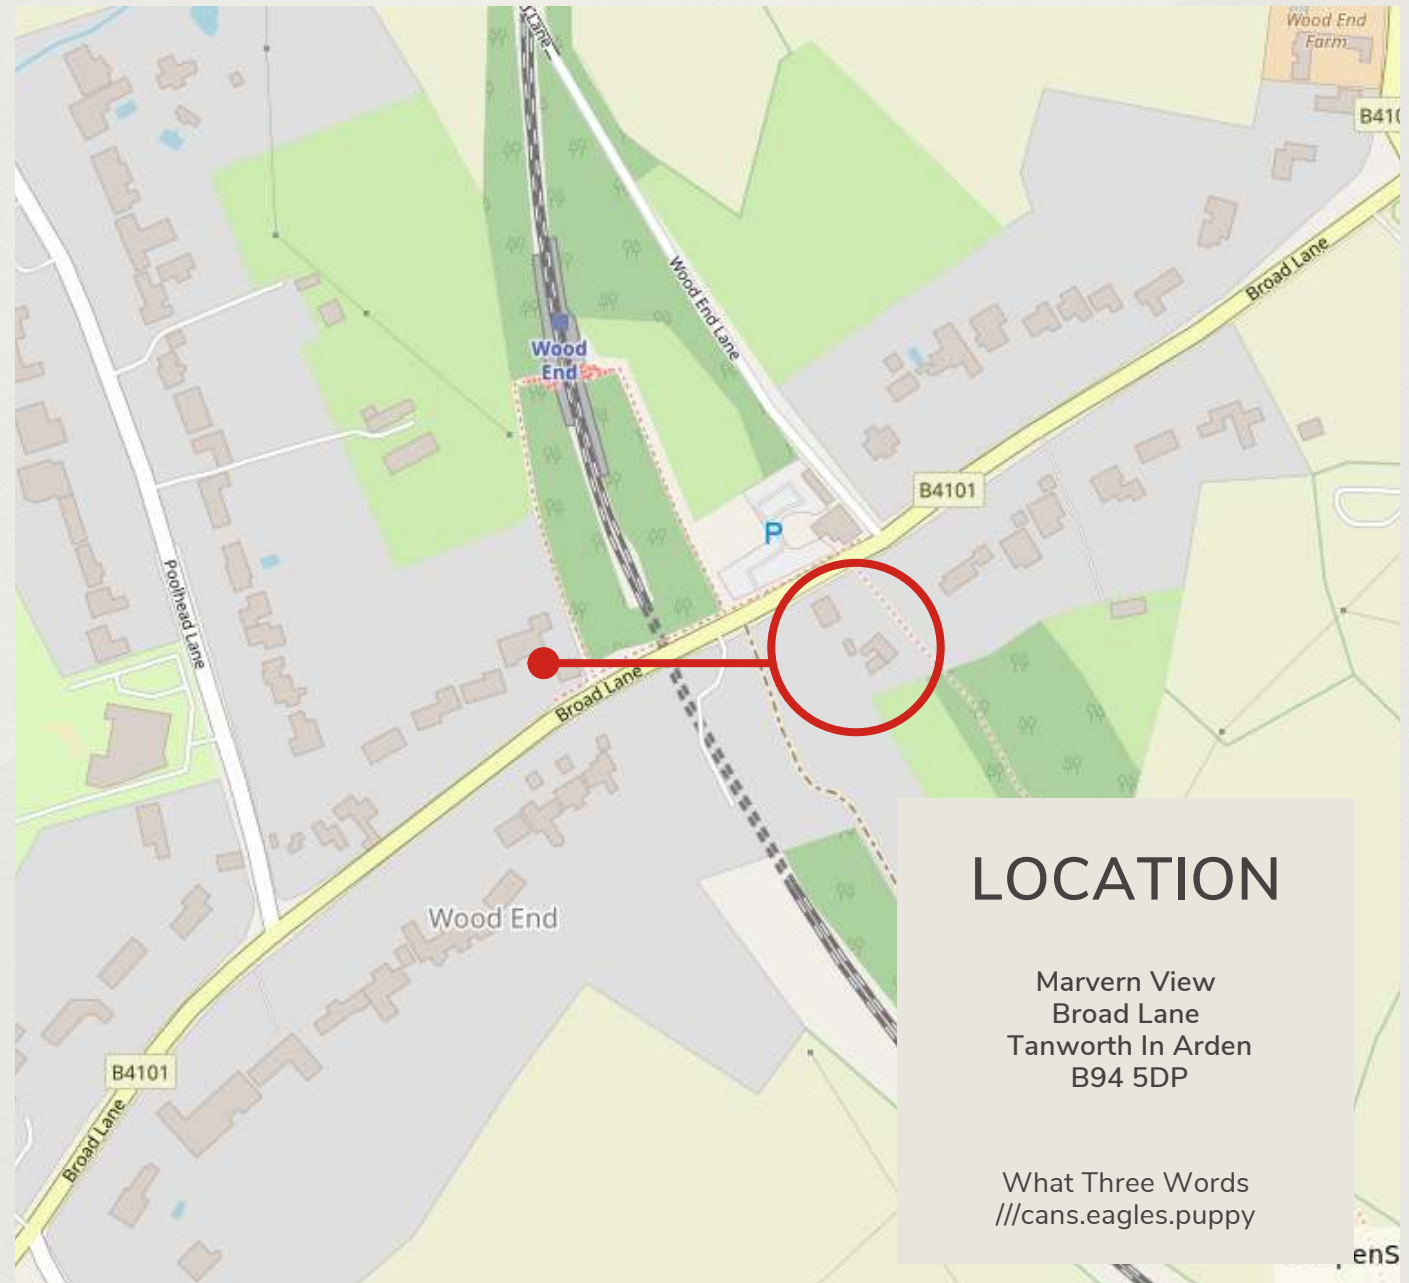 Lane
Wood End
Farm
B410
Broad Lane
Wood End Lane
Wood
End
B4101
P
Poolhead Lane
Broad Lane
Wood End
B4101
Broad Lane
LOCATION
Marvern View
Broad Lane
Tanworth In Arden
B94 5DP
What Three Words
///cans.eagles.puppy
enS